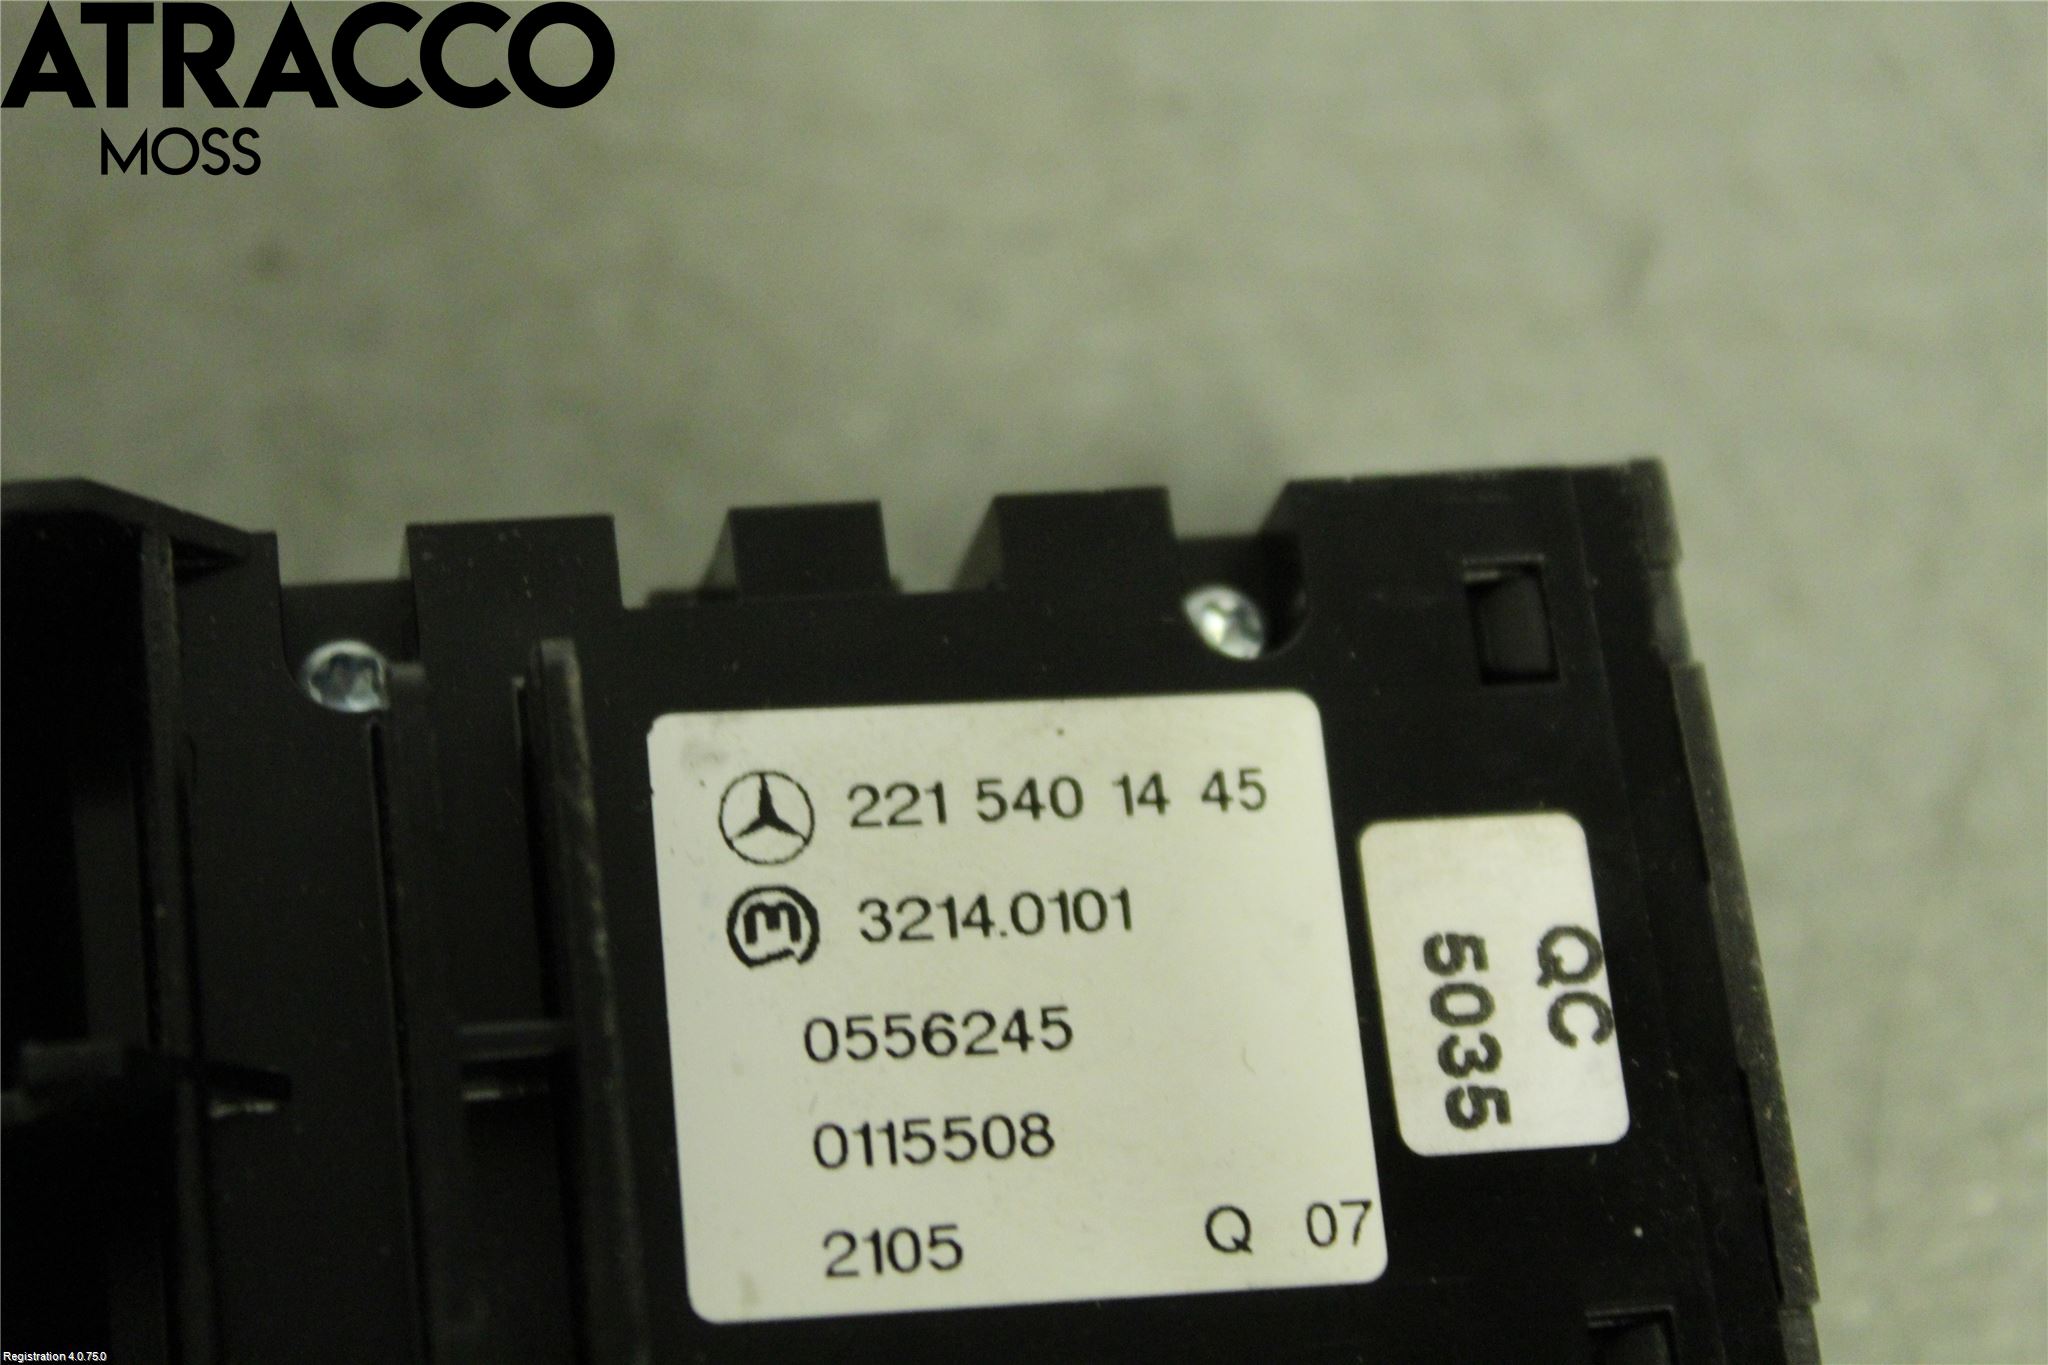 ATRACCO
MOSS
221 540 14 45
3214.0101
0556245
0115508
2105 Q 07
QC
5035
Registration 4.0.75.0